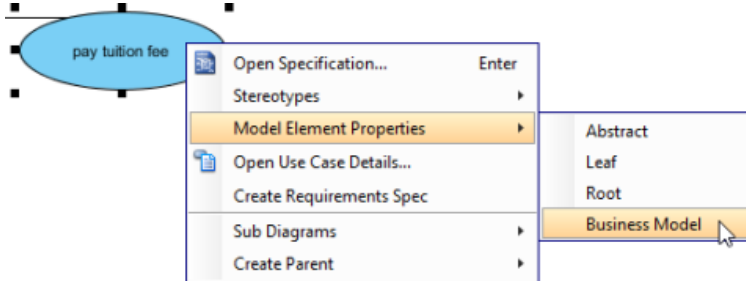 pay tuition fee
Open Specification... Enter
Stereotypes
Model Element Properties
Open Use Case Details...
Create Requirements Spec
Sub Diagrams
Create Parent
Abstract
Leaf
Root
Business Model